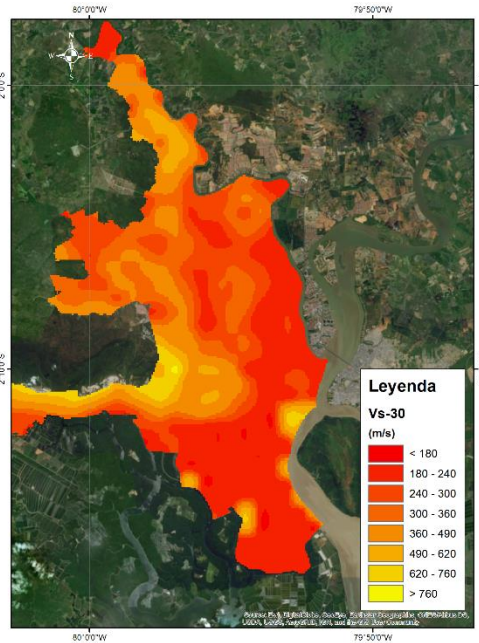 80°0'0"W 79°50'0"W
N
W E
S
2°0'0"S
2°10'0"S
Leyenda
Vs-30
(m/s)
< 180
180 - 240
240 - 300
300 - 360
360 - 490
490 - 620
620 - 760
> 760
80°0'0"W 79°50'0"W